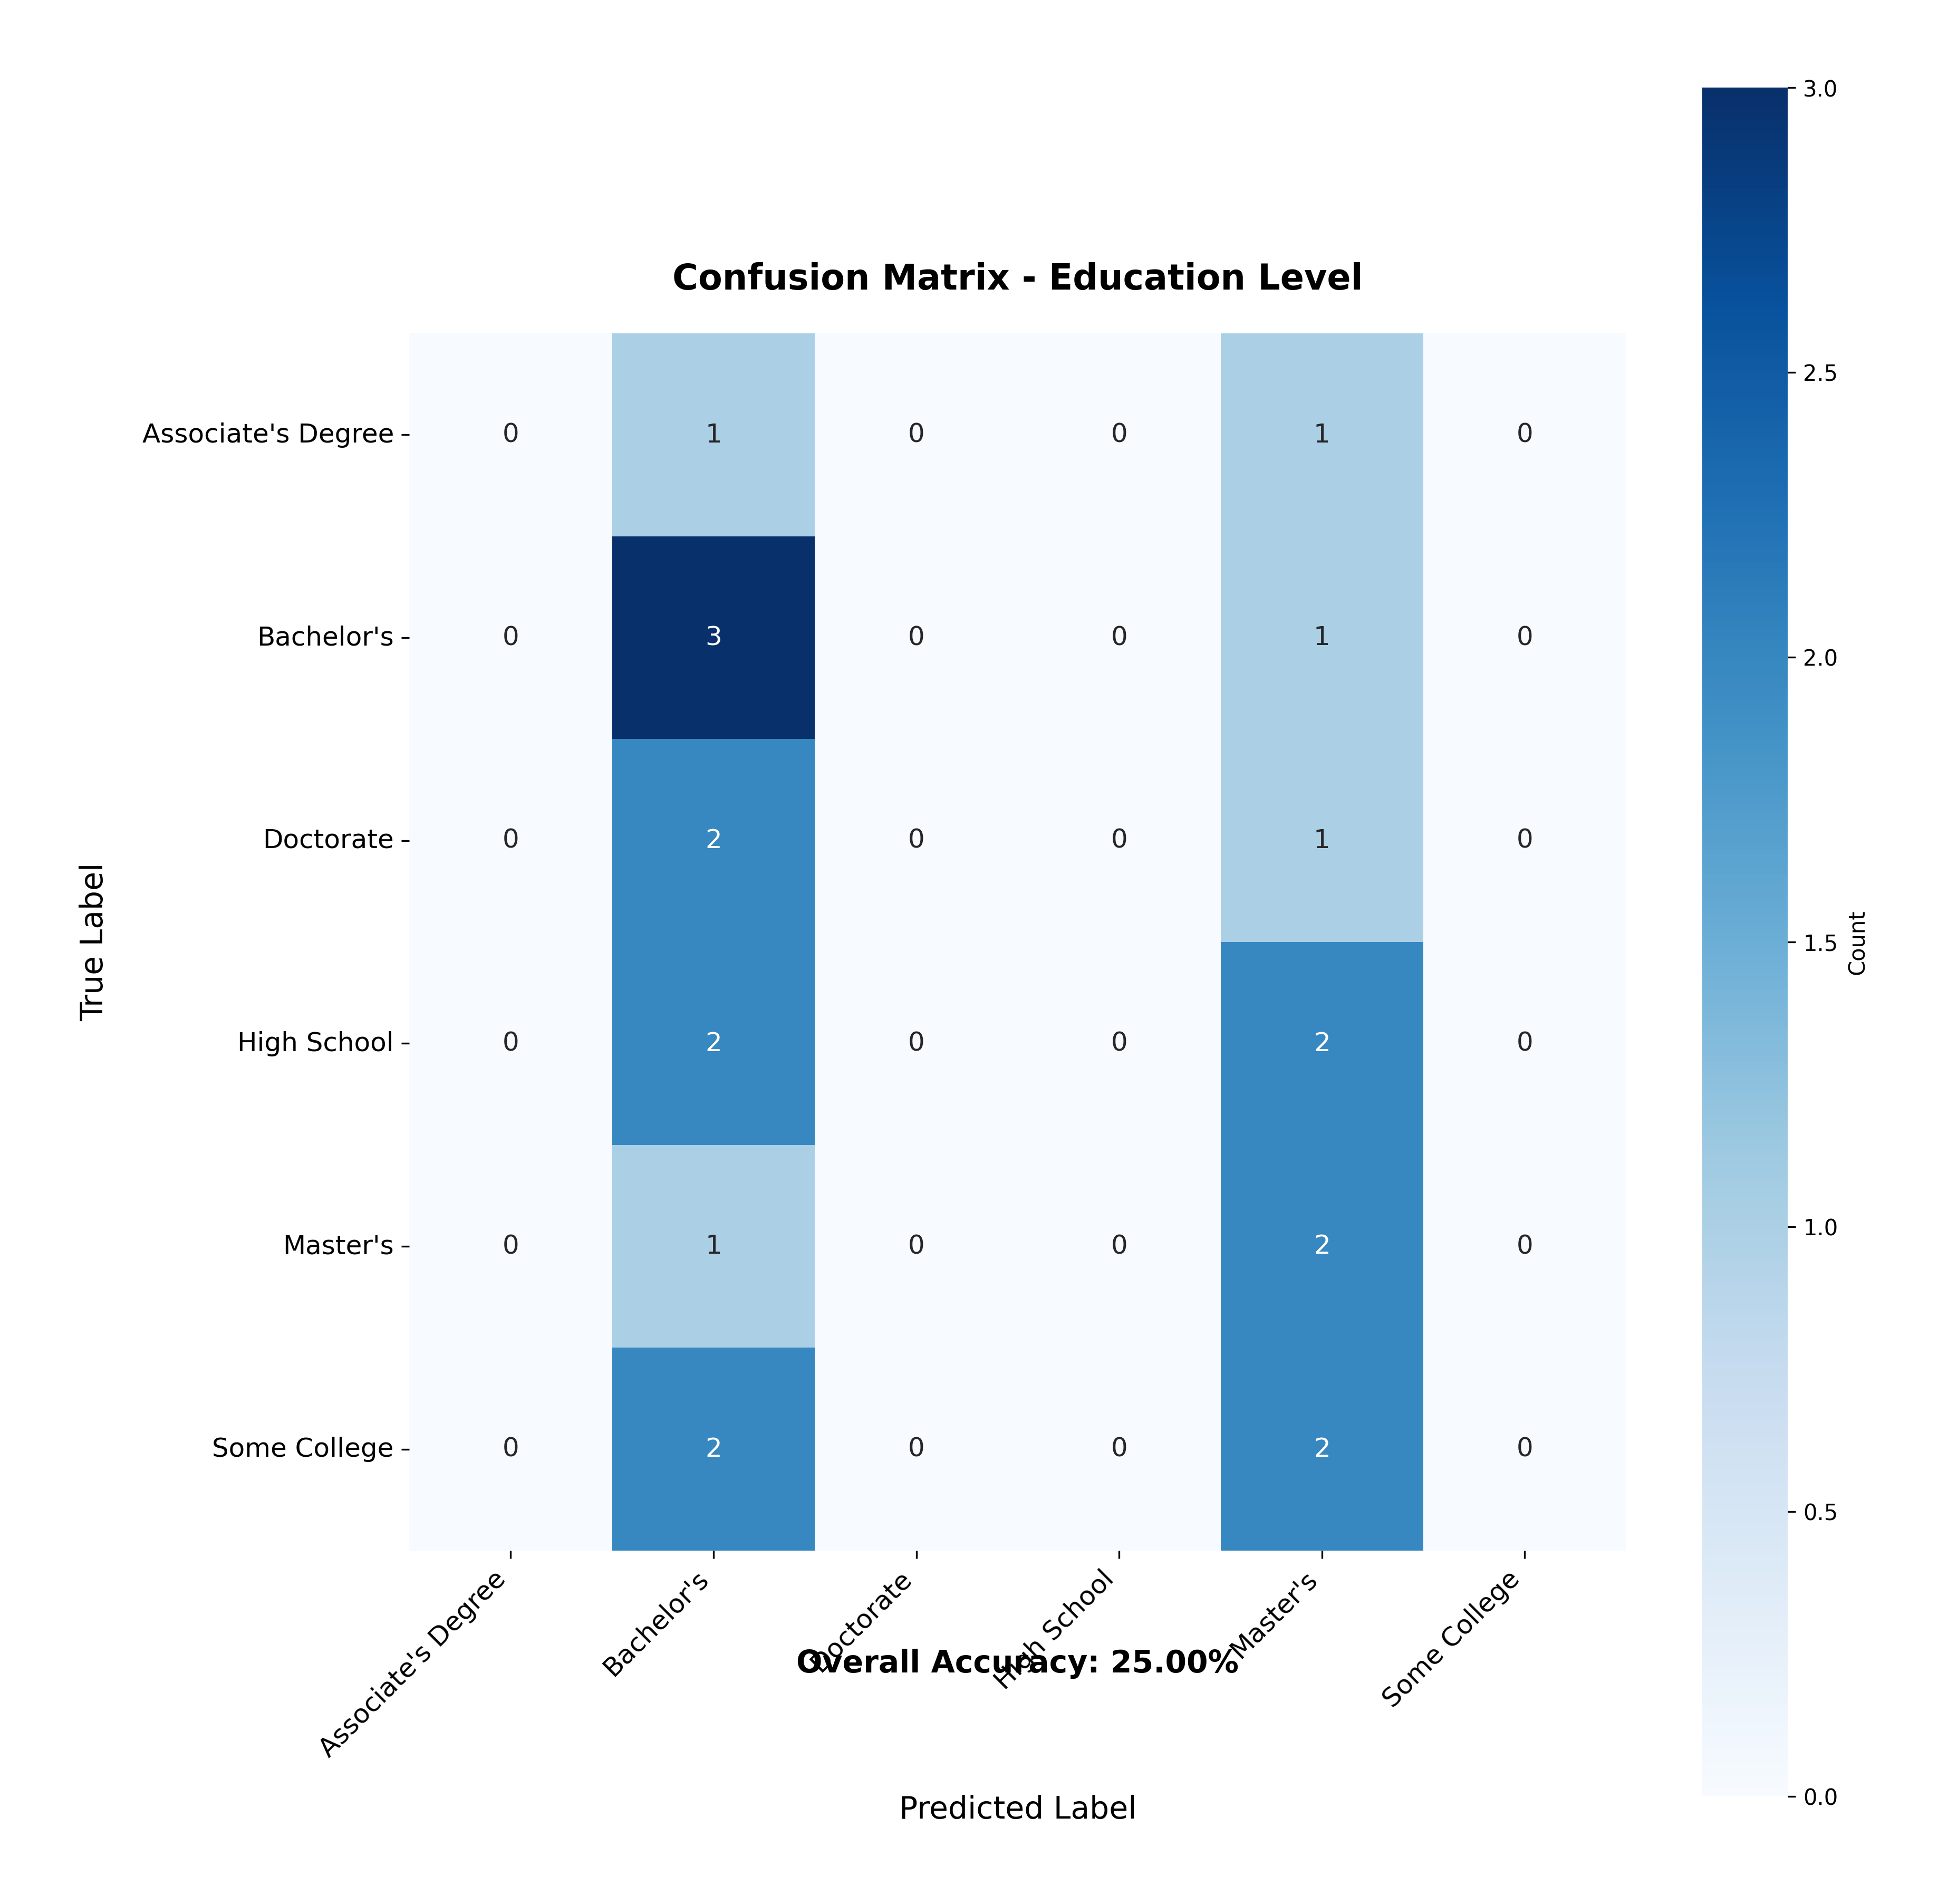 Confusion Matrix - Education Level
3.0
2.5
2.0
1.5
1.0
0.5
0.0
Count
True Label
Associate's Degree 0 1 0 0 1 0
Bachelor's 0 3 0 0 1 0
Doctorate 0 2 0 0 1 0
High School 0 2 0 0 2 0
Master's 0 1 0 0 2 0
Some College 0 2 0 0 2 0
Associate's Degree Bachelor's Doctorate High School Master's Some College
Overall Accuracy: 25.00%
Predicted Label